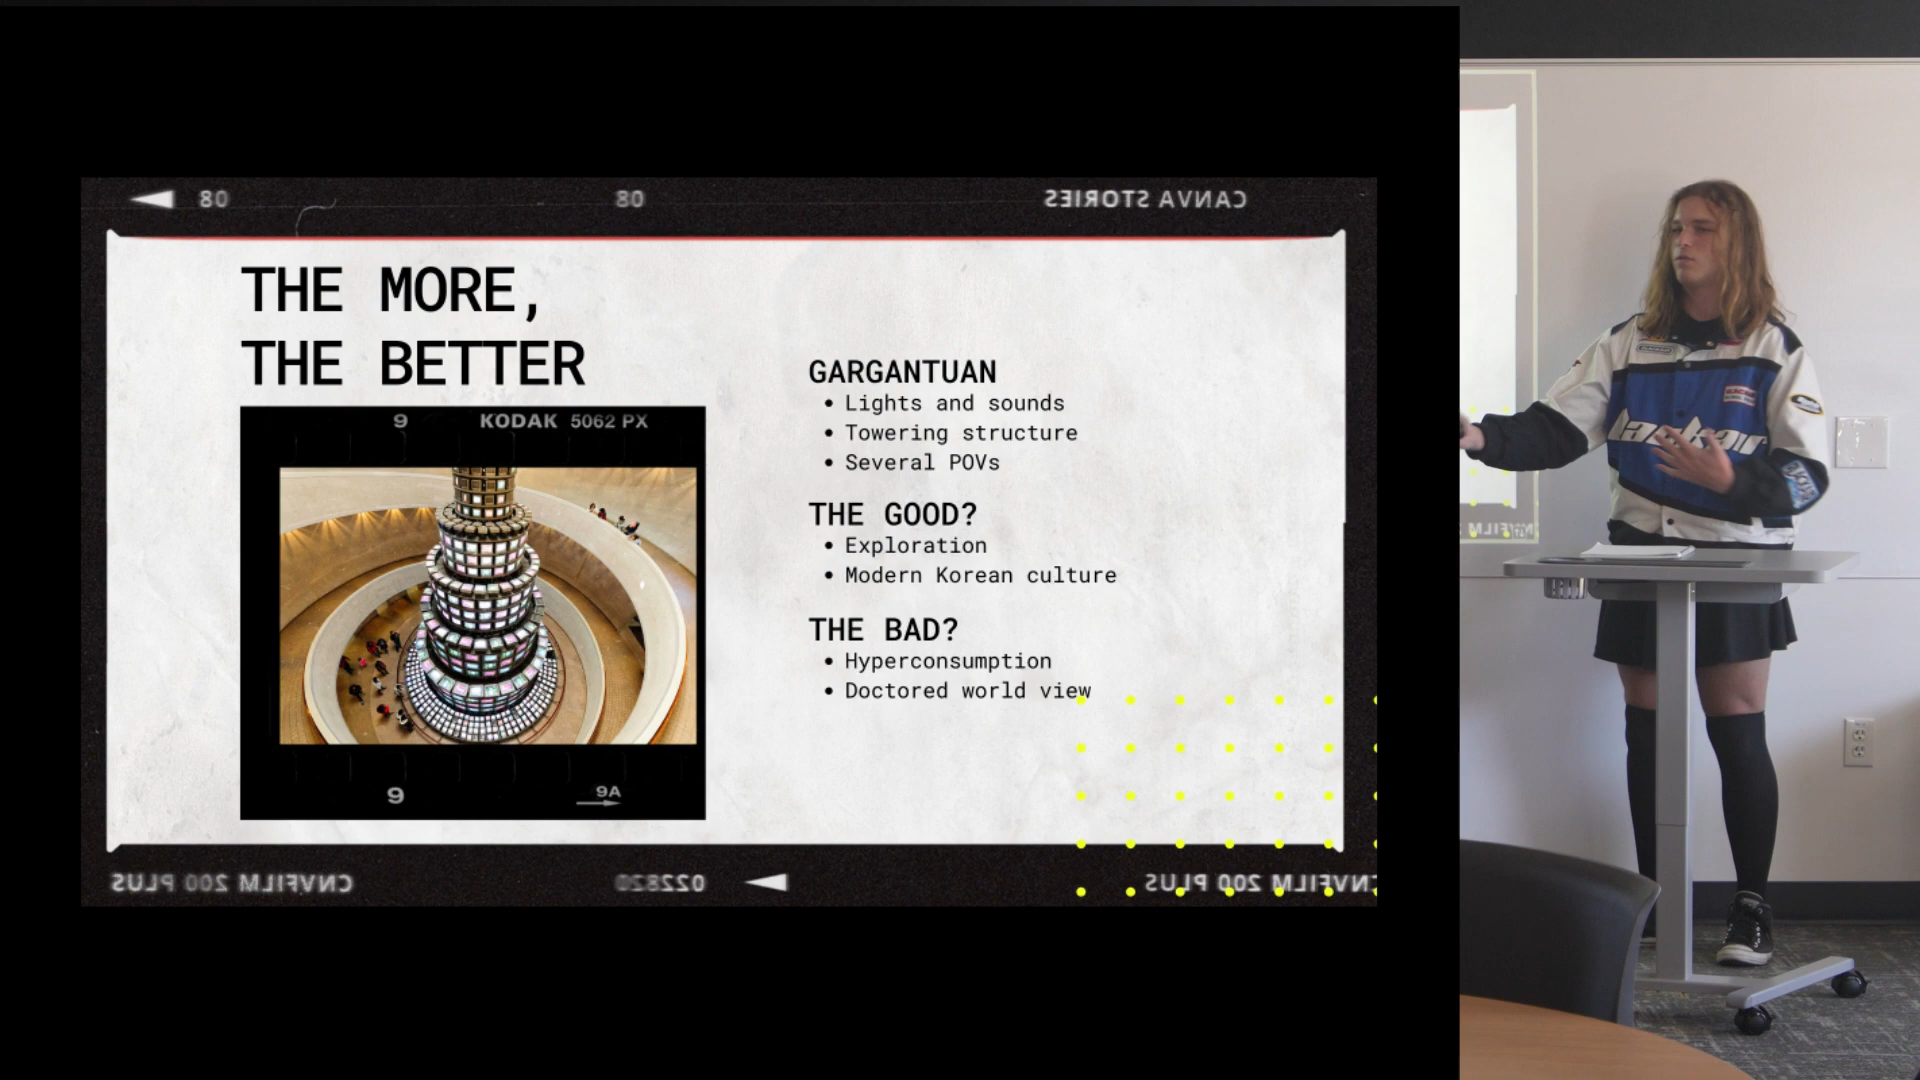 80
80
CANVA STORIES
THE MORE,
THE BETTER
9 KODAK 5062 PX
9
9A
GARGANTUAN
• Lights and sounds
• Towering structure
• Several POVs
THE GOOD?
• Exploration
• Modern Korean culture
THE BAD?
• Hyperconsumption
• Doctored world view
CNVFILM 200 PLUS
022820
CNVFILM 200 PLUS